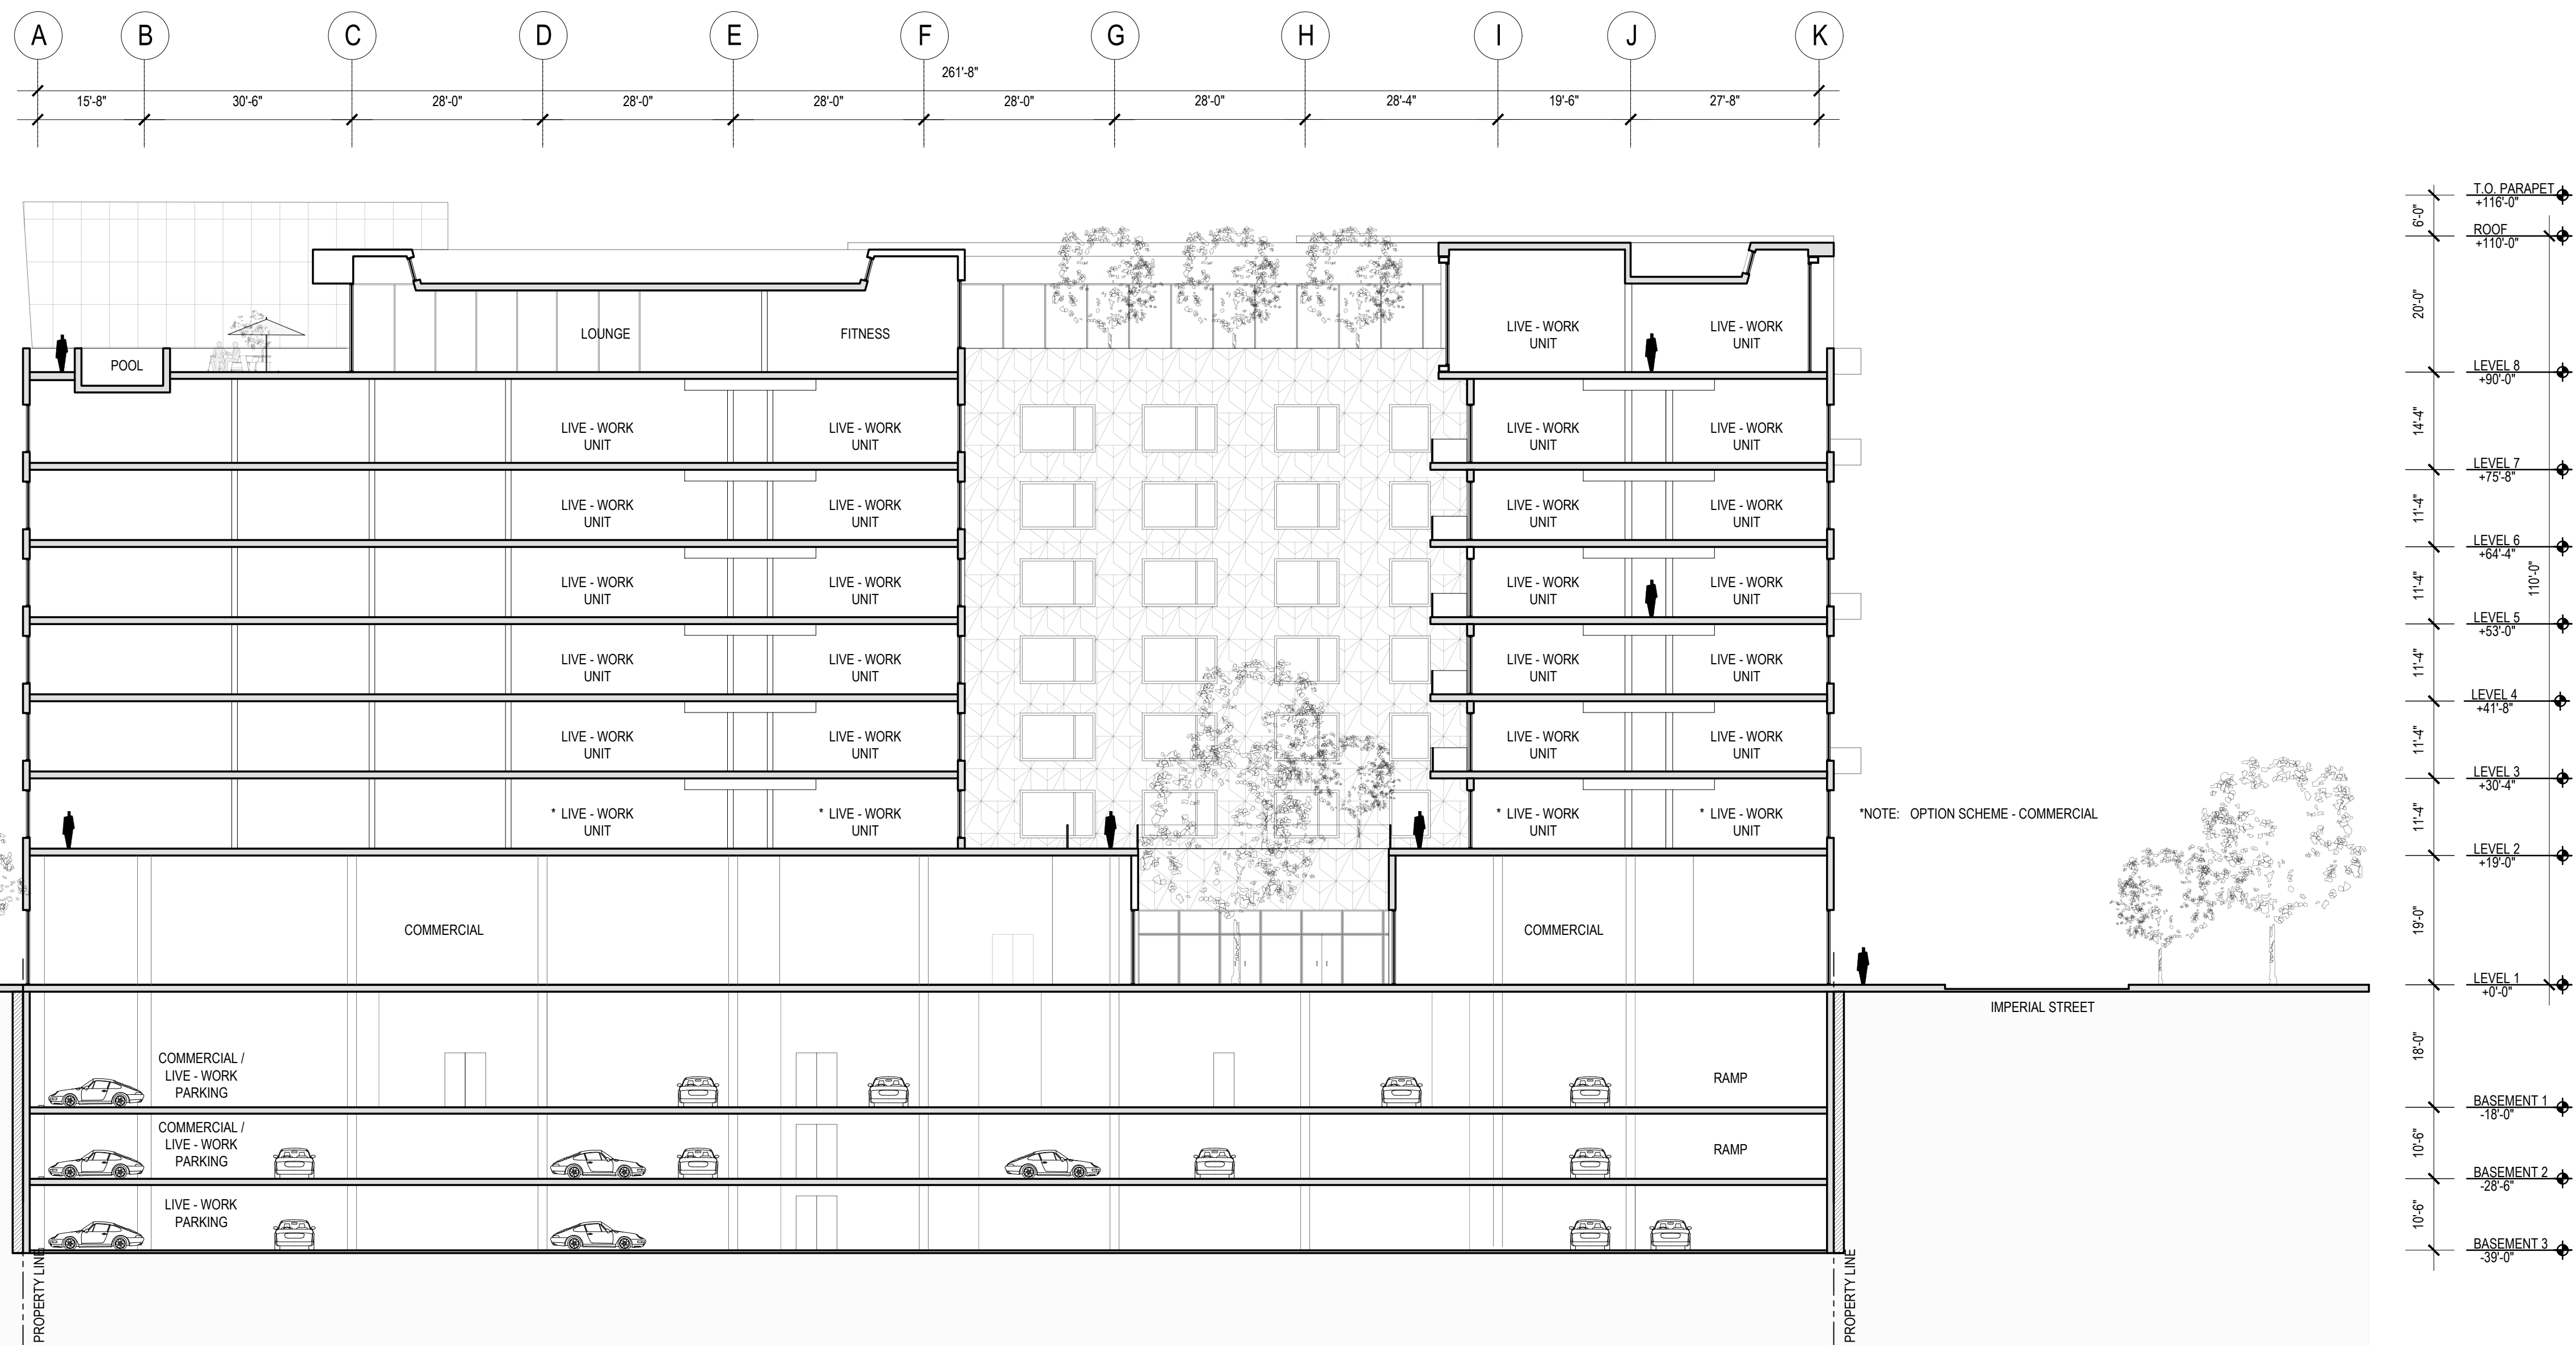 A B C D E F G H I J K
261'-8"
15'-8" 30'-6" 28'-0" 28'-0" 28'-0" 28'-0" 28'-0" 28'-4" 19'-6" 27'-8"
T.O. PARAPET
+116'-0"
6'-0"
ROOF
+110'-0"
20'-0"
LOUNGE FITNESS
LIVE - WORK LIVE - WORK
UNIT UNIT
POOL
LEVEL 8
+90'-0"
14'-4"
LIVE - WORK LIVE - WORK LIVE - WORK LIVE - WORK
UNIT UNIT UNIT UNIT
LEVEL 7
+75'-8"
11'-4"
LIVE - WORK LIVE - WORK LIVE - WORK LIVE - WORK
UNIT UNIT UNIT UNIT
LEVEL 6
+64'-4"
11'-4"
110'-0"
LIVE - WORK LIVE - WORK LIVE - WORK LIVE - WORK
UNIT UNIT UNIT UNIT
LEVEL 5
+53'-0"
11'-4"
LIVE - WORK LIVE - WORK LIVE - WORK LIVE - WORK
UNIT UNIT UNIT UNIT
LEVEL 4
+41'-8"
11'-4"
LIVE - WORK LIVE - WORK LIVE - WORK LIVE - WORK
UNIT UNIT UNIT UNIT
LEVEL 3
+30'-4"
11'-4"
* LIVE - WORK * LIVE - WORK * LIVE - WORK * LIVE - WORK *NOTE: OPTION SCHEME - COMMERCIAL
UNIT UNIT UNIT UNIT
LEVEL 2
+19'-0"
19'-0"
COMMERCIAL COMMERCIAL
LEVEL 1
+0'-0"
IMPERIAL STREET
18'-0"
COMMERCIAL /
LIVE - WORK
PARKING
RAMP
BASEMENT 1
-18'-0"
10'-6"
COMMERCIAL /
LIVE - WORK
PARKING
RAMP
BASEMENT 2
-28'-6"
10'-6"
LIVE - WORK
PARKING
BASEMENT 3
-39'-0"
PROPERTY LINE
PROPERTY LINE